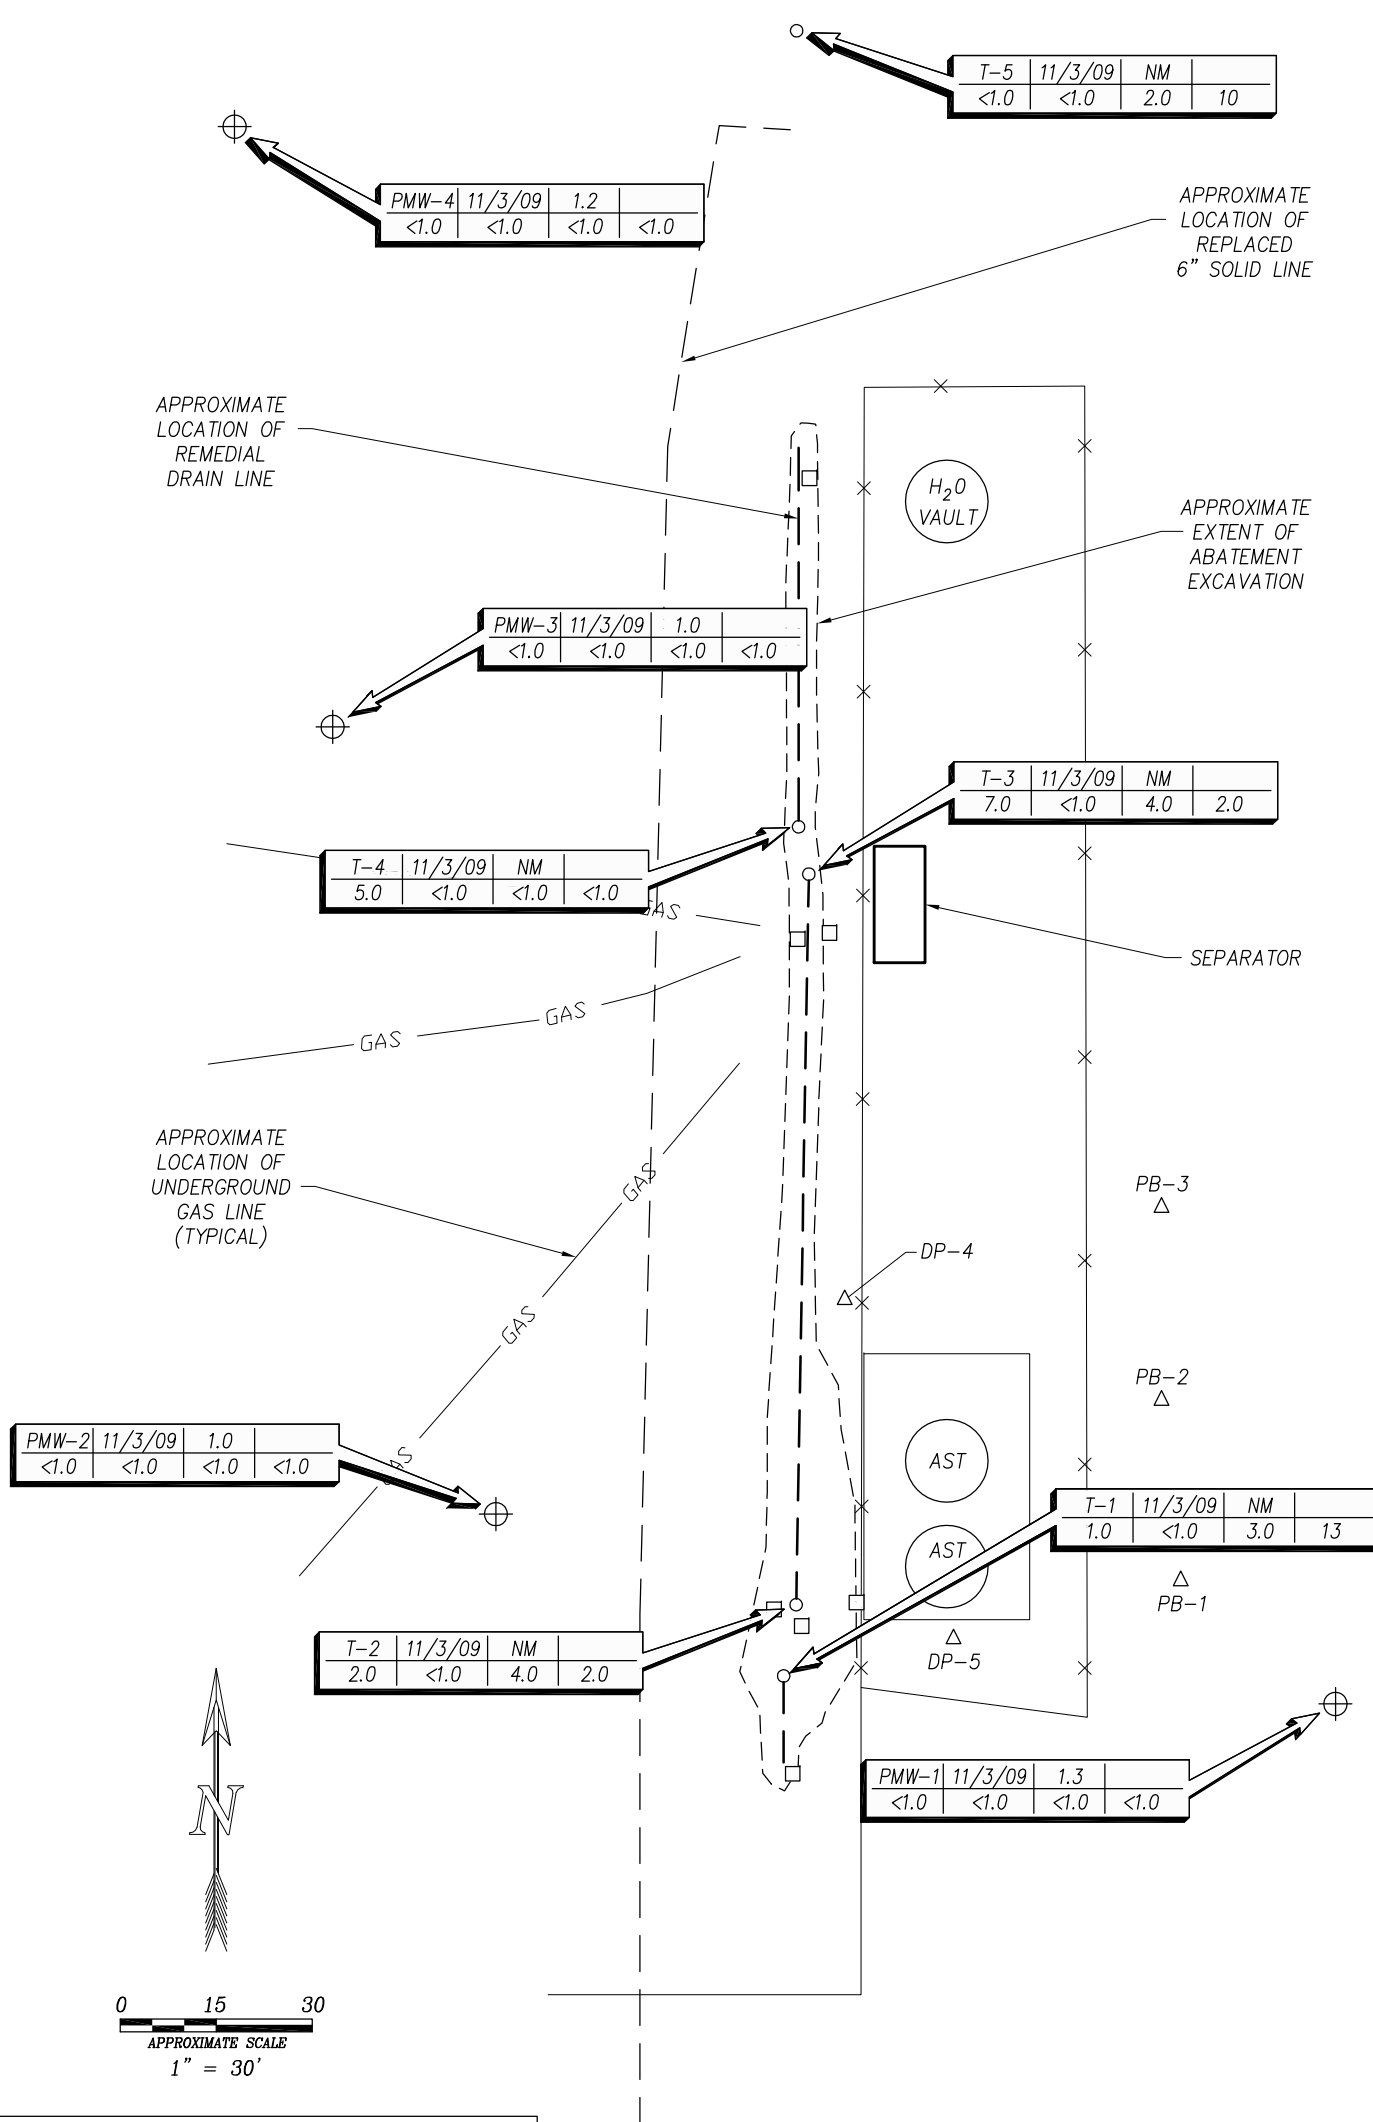 T-5 11/3/09 NM
<1.0 <1.0 2.0 10
PMW-4 11/3/09 1.2
<1.0 <1.0 <1.0 <1.0
APPROXIMATE
LOCATION OF
REPLACED
6" SOLID LINE
APPROXIMATE
LOCATION OF
REMEDIAL
DRAIN LINE
H2O
VAULT
APPROXIMATE
EXTENT OF
ABATEMENT
EXCAVATION
PMW-3 11/3/09 1.0
<1.0 <1.0 <1.0 <1.0
T-3 11/3/09 NM
7.0 <1.0 4.0 2.0
T-4 11/3/09 NM
5.0 <1.0 <1.0 <1.0
GAS
SEPARATOR
GAS
GAS
APPROXIMATE
LOCATION OF
UNDERGROUND
GAS LINE
(TYPICAL)
GAS
PB-3
DP-4
GAS
PB-2
PMW-2 11/3/09 1.0
<1.0 <1.0 <1.0 <1.0
GAS
AST
T-1 11/3/09 NM
1.0 <1.0 3.0 13
AST
PB-1
T-2 11/3/09 NM
2.0 <1.0 4.0 2.0
DP-5
PMW-1 11/3/09 1.3
<1.0 <1.0 <1.0 <1.0
N
0 15 30
APPROXIMATE SCALE
1" = 30'